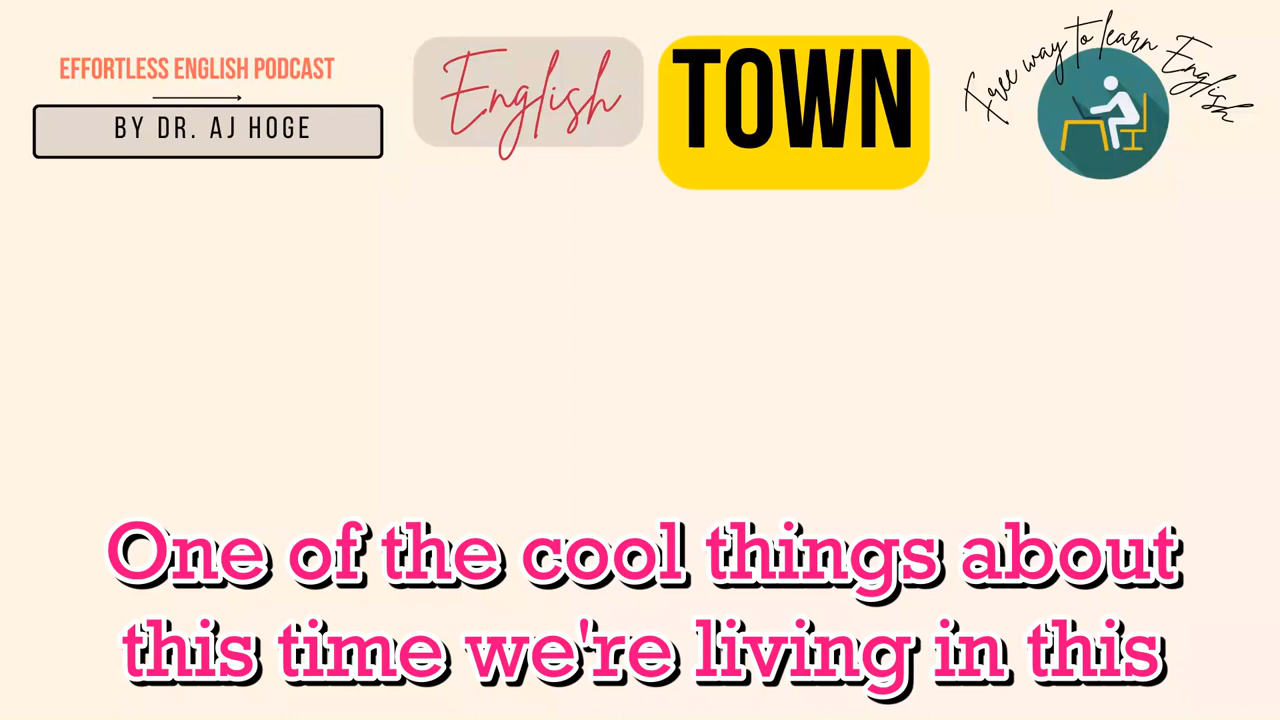 EFFORTLESS ENGLISH PODCAST
BY DR. AJ HOGE
English
TOWN
Free way to learn English
One of the cool things about
this time we're living in this